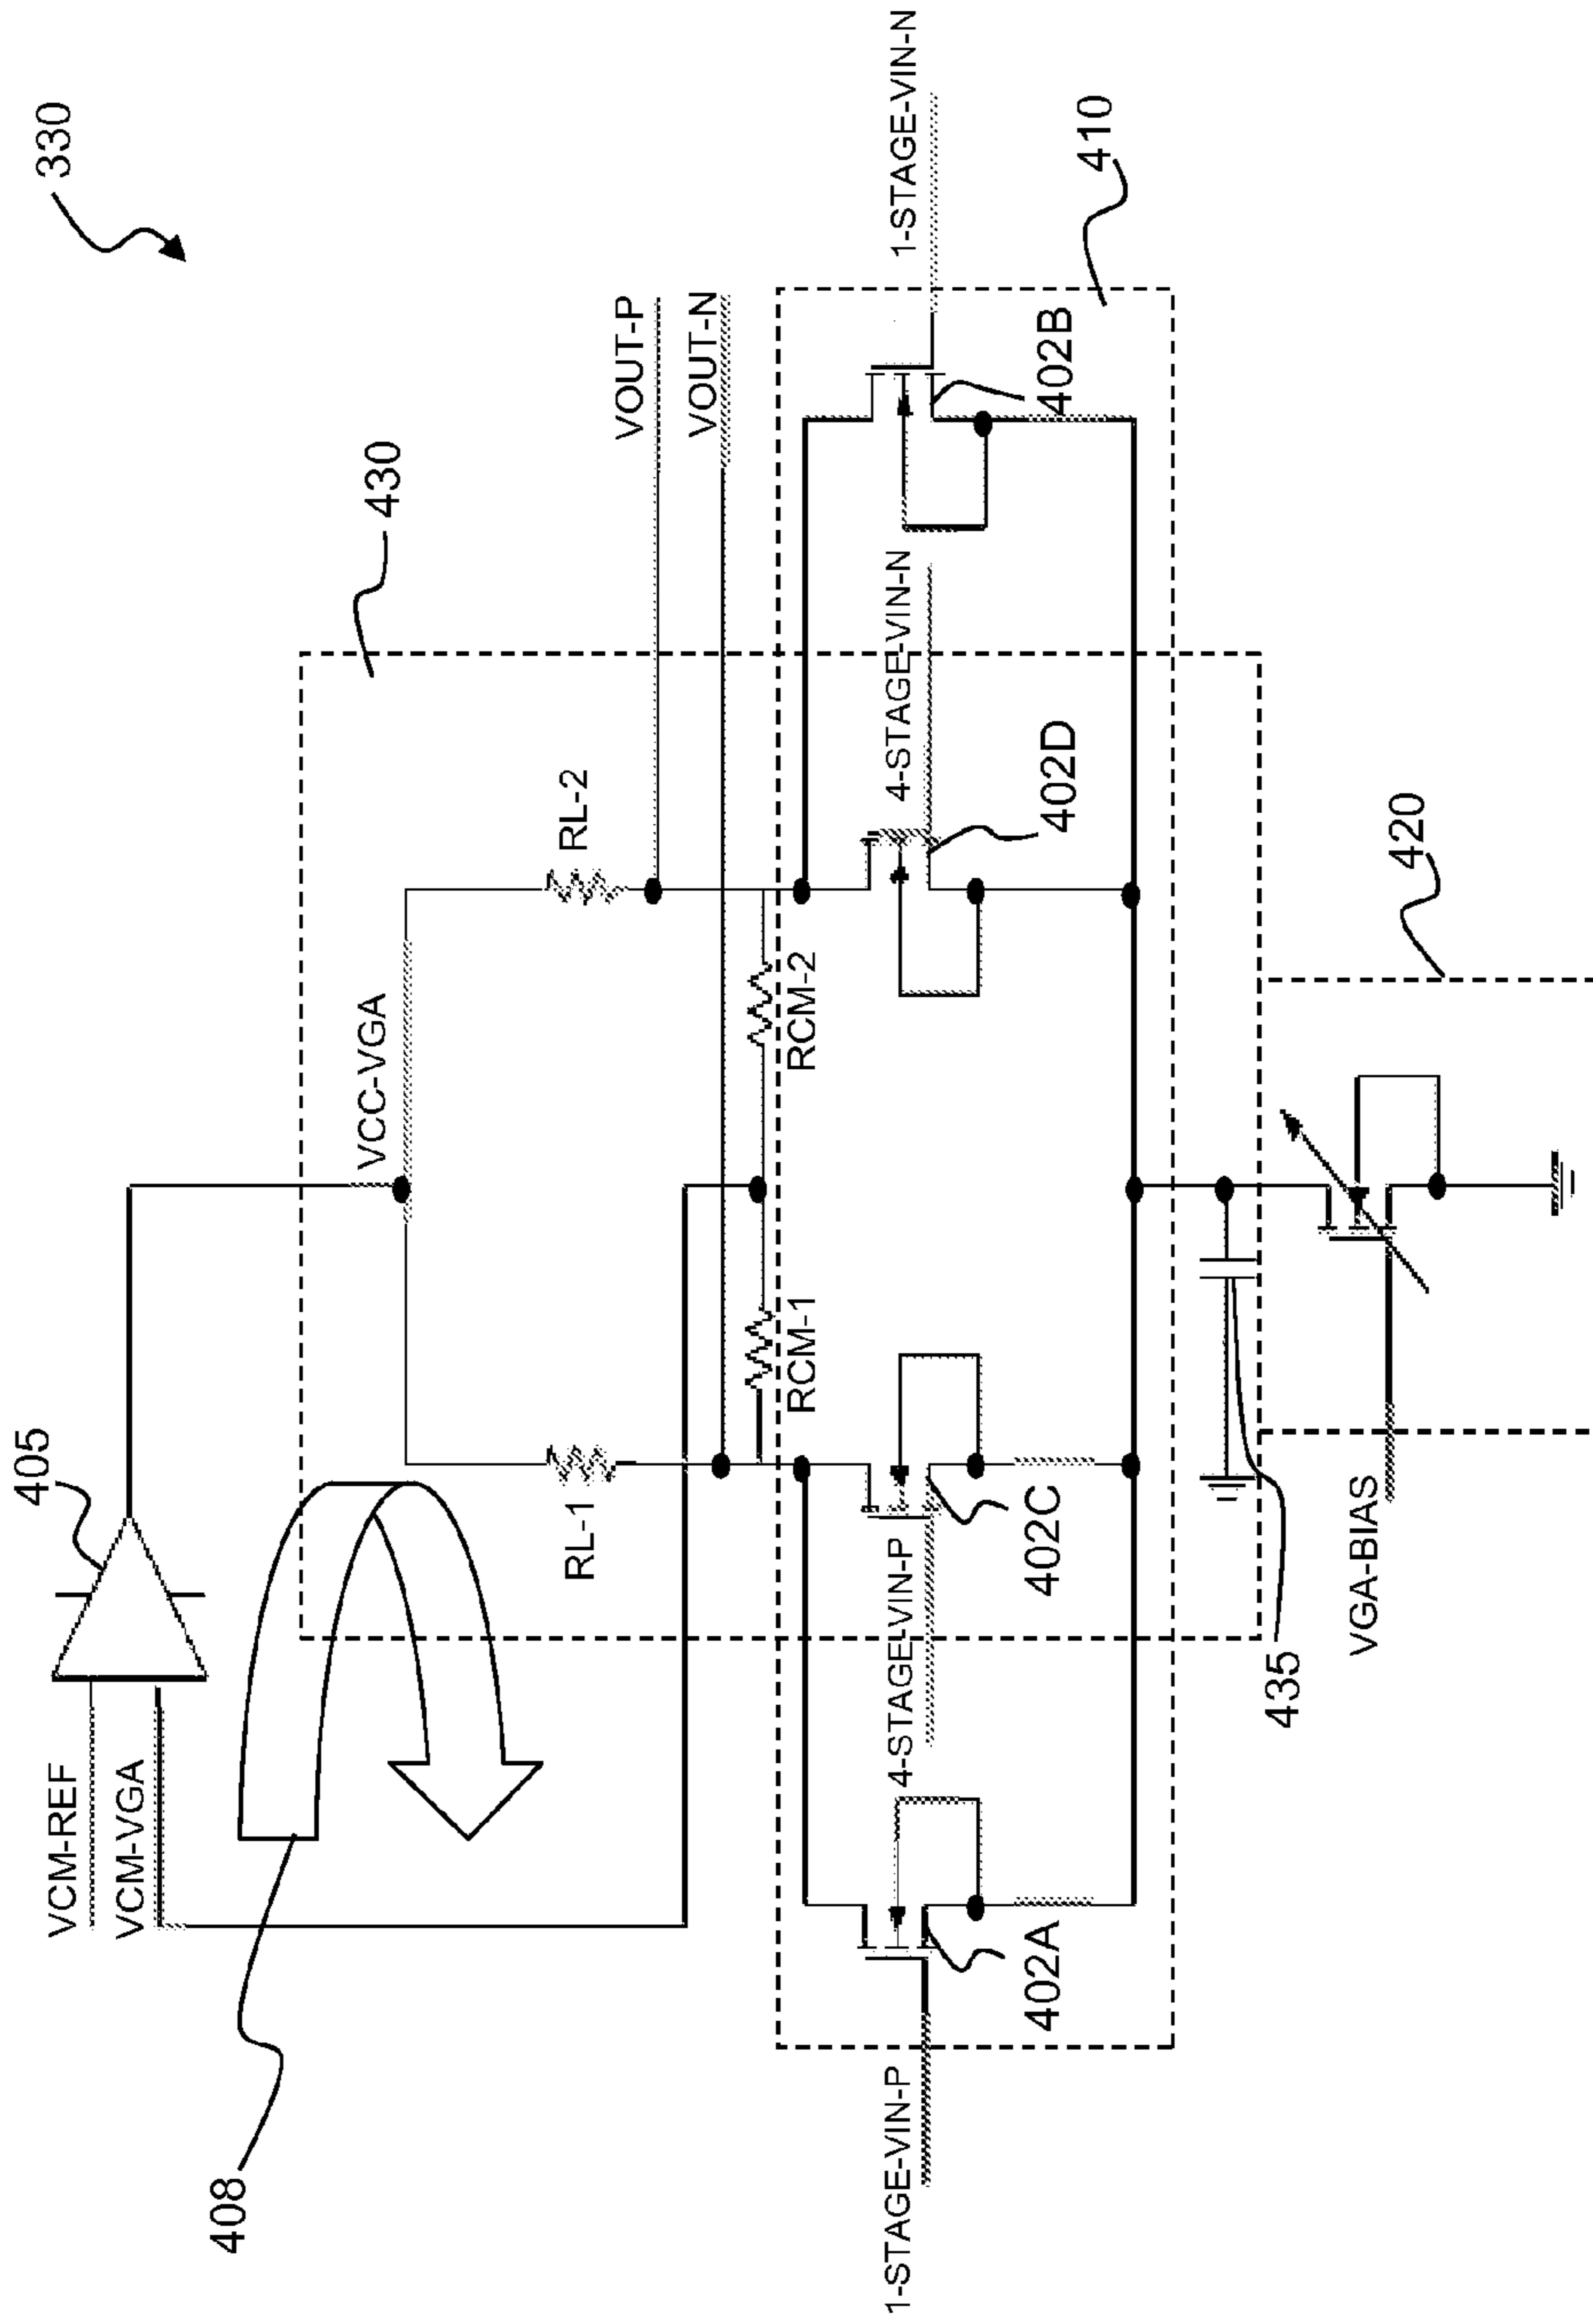 330
405
VCM-REF
VCM-VGA
408
VCC-VGA
430
RL-1
RL-2
VOUT-P
VOUT-N
RCM-1
RCM-2
1-STAGE-VIN-P
4-STAGE-VIN-P
4-STAGE-VIN-N
1-STAGE-VIN-N
402A
402C
402D
402B
410
435
VGA-BIAS
420